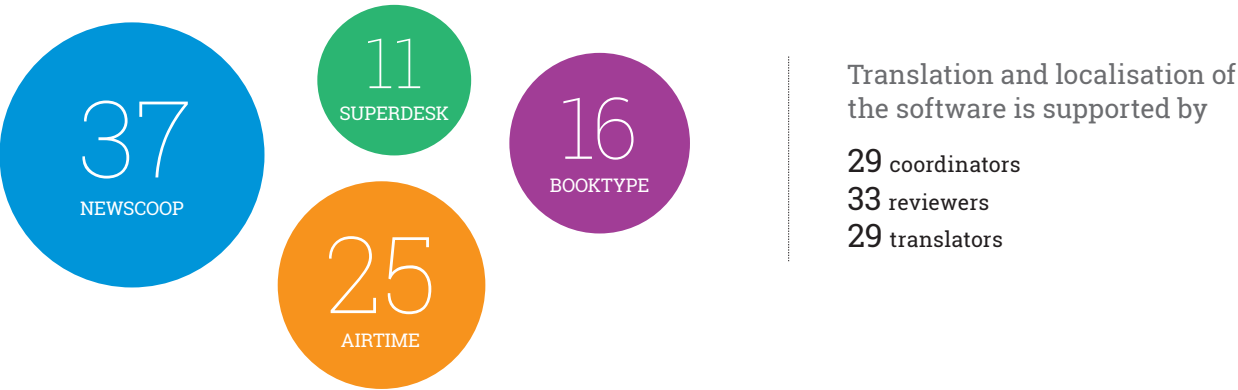 37
NEWSCOOP
11
SUPERDESK
16
BOOKTYPE
25
AIRTIME
Translation and localisation of
the software is supported by
29 coordinators
33 reviewers
29 translators